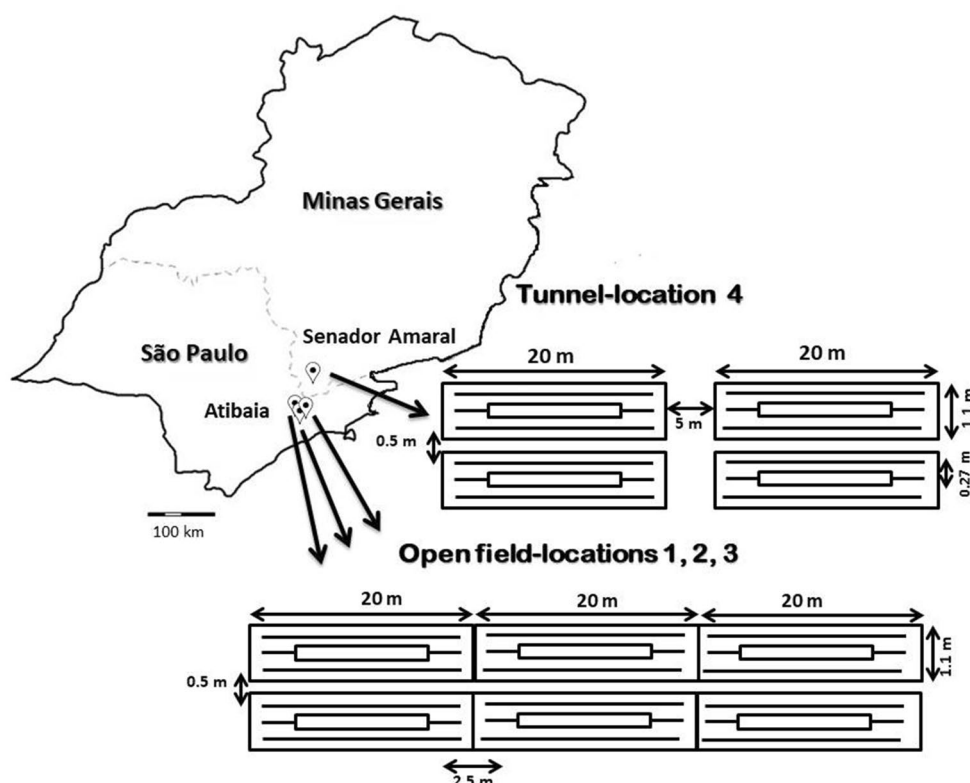 Minas Gerais
Tunnel-location 4
Senador Amaral
São Paulo
20 m
20 m
Atibaia
5 m
1.1 m
0.5 m
0.27 m
100 km
Open field-locations 1, 2, 3
20 m
20 m
20 m
1.1 m
0.5 m
2.5 m